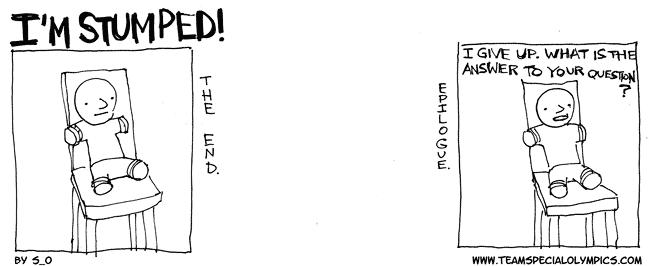 I'M STUMPED!
THE END.
BY S_O
EPILOGUE.
I GIVE UP. WHAT IS THE
ANSWER TO YOUR QUESTION
?
WWW.TEAMSPECIALOLYMPICS.COM